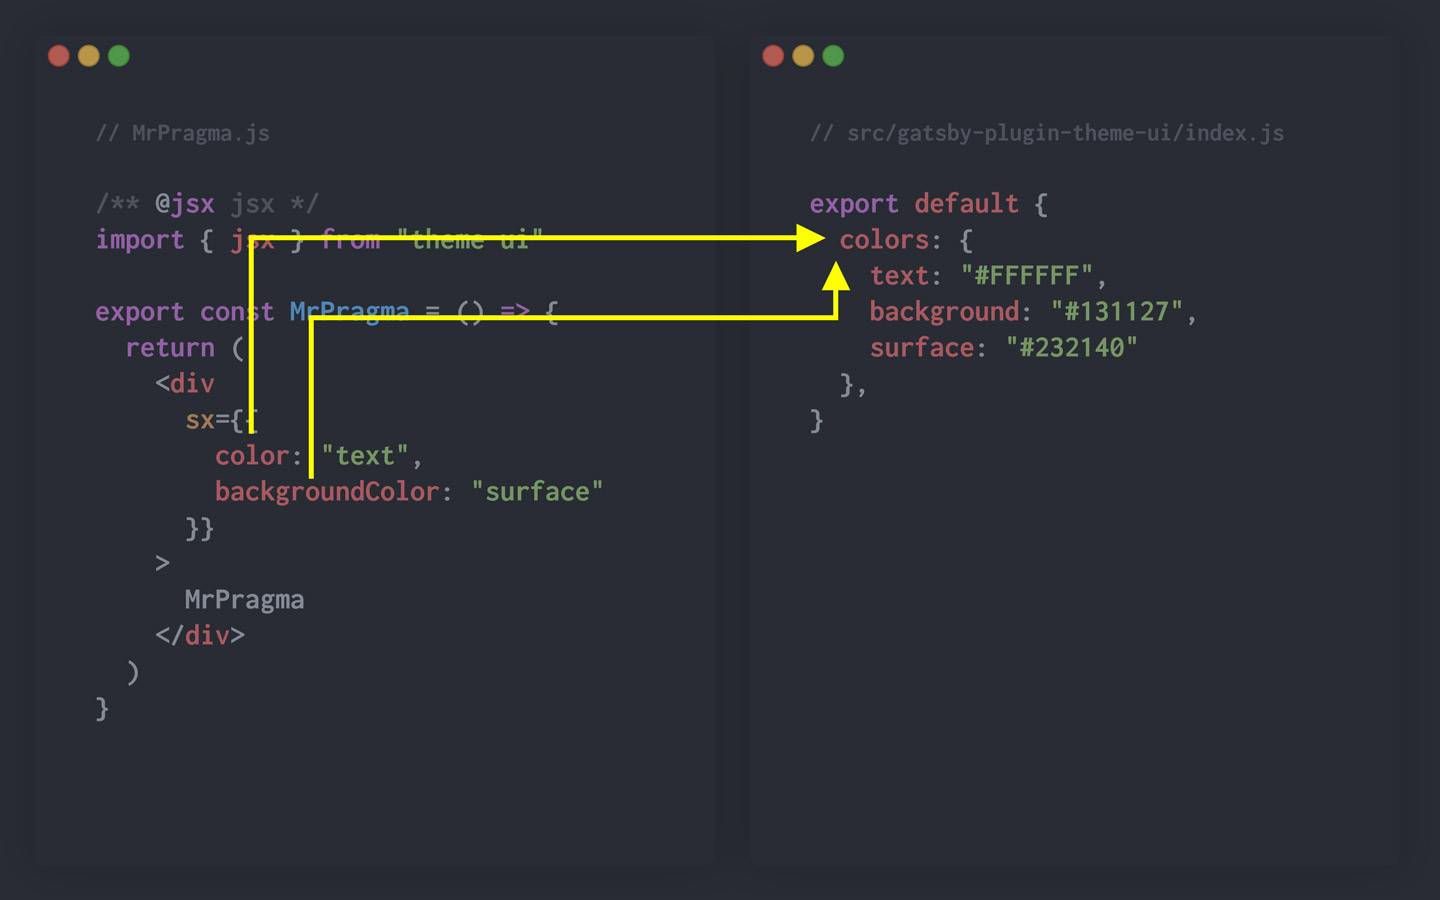 // MrPragma.js
/** @jsx jsx */
import { jsx } from "theme-ui"
export const MrPragma = () => {
return (
<div
sx={{
color: "text",
backgroundColor: "surface"
}}
>
MrPragma
</div>
)
}
// src/gatsby-plugin-theme-ui/index.js
export default {
colors: {
text: "#FFFFFF",
background: "#131127",
surface: "#232140"
},
}